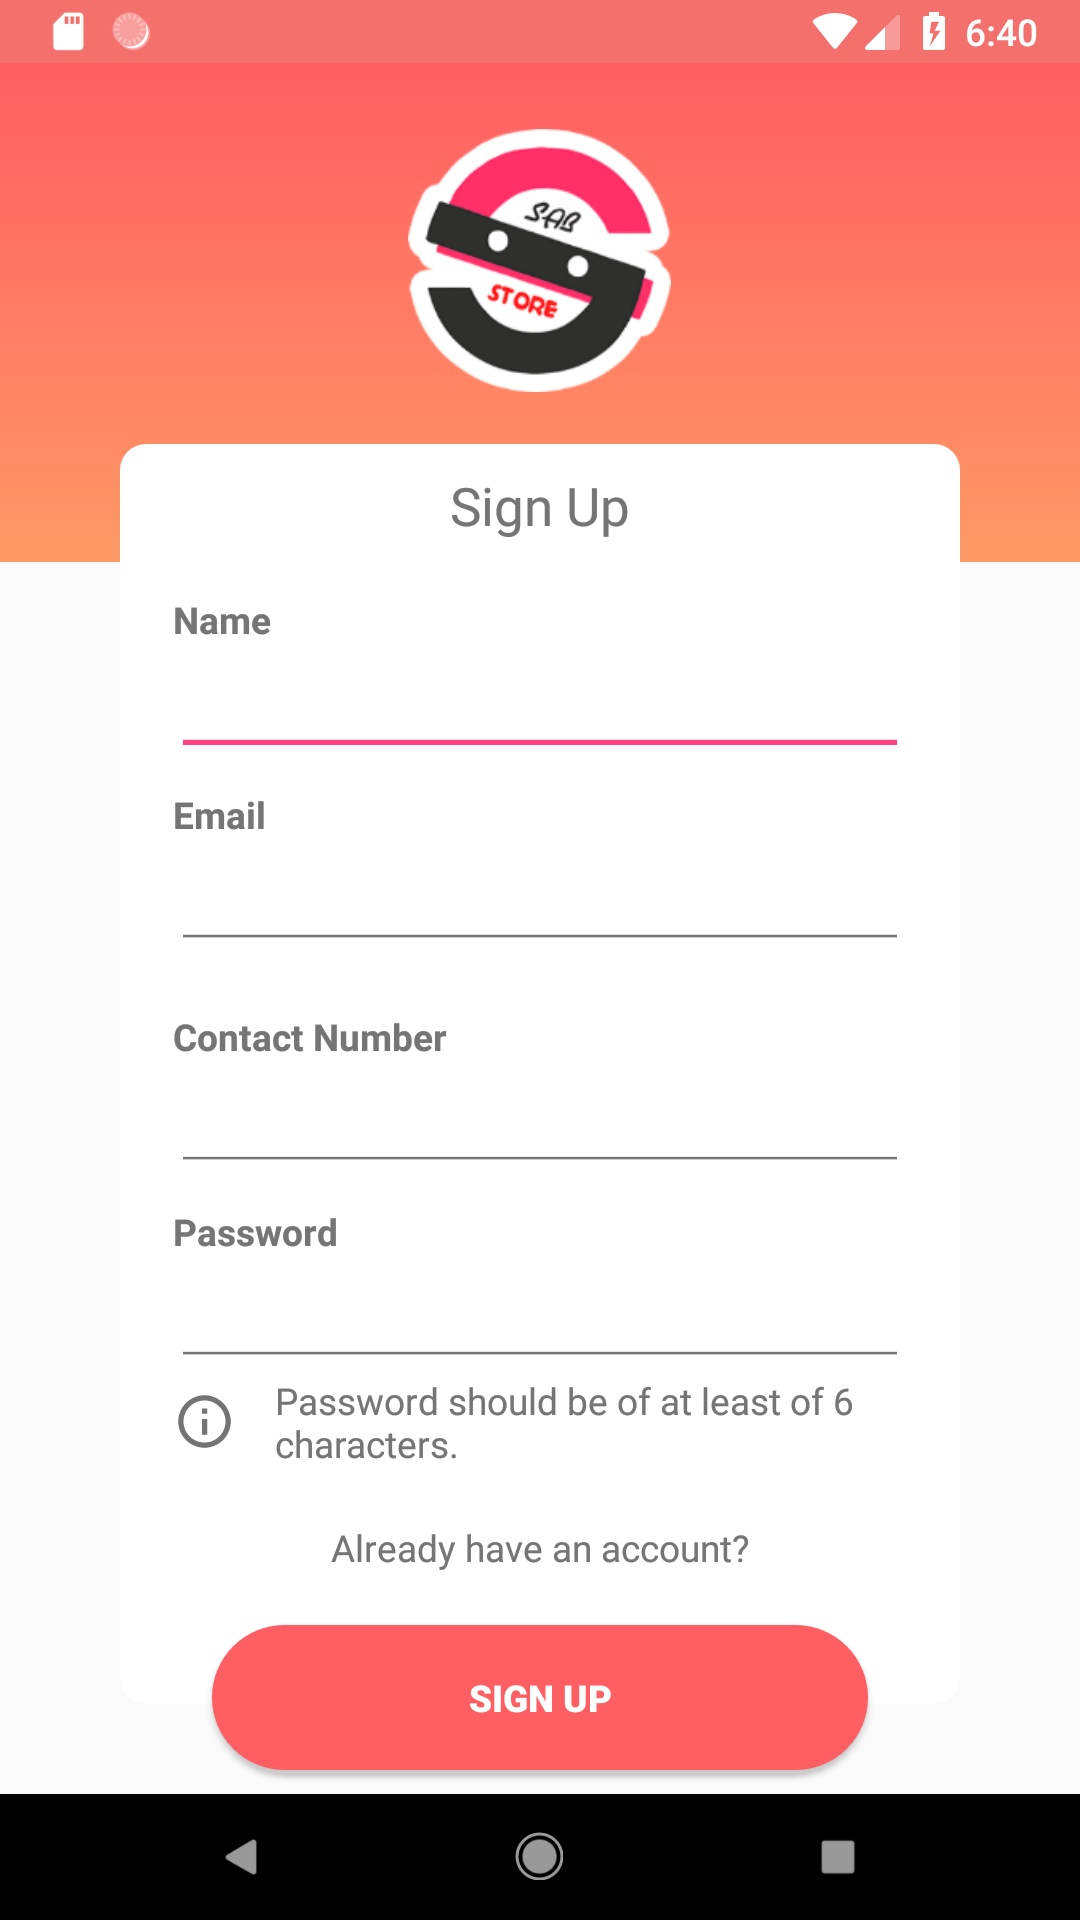 6:40
SAB
STORE
Sign Up
Name
Email
Contact Number
Password
Password should be of at least of 6
characters.
Already have an account?
SIGN UP